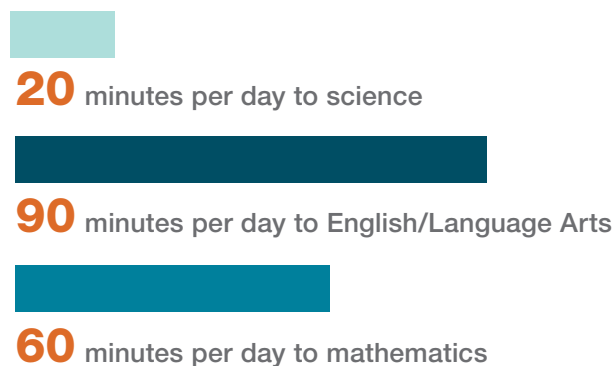 20 minutes per day to science
90 minutes per day to English/Language Arts
60 minutes per day to mathematics